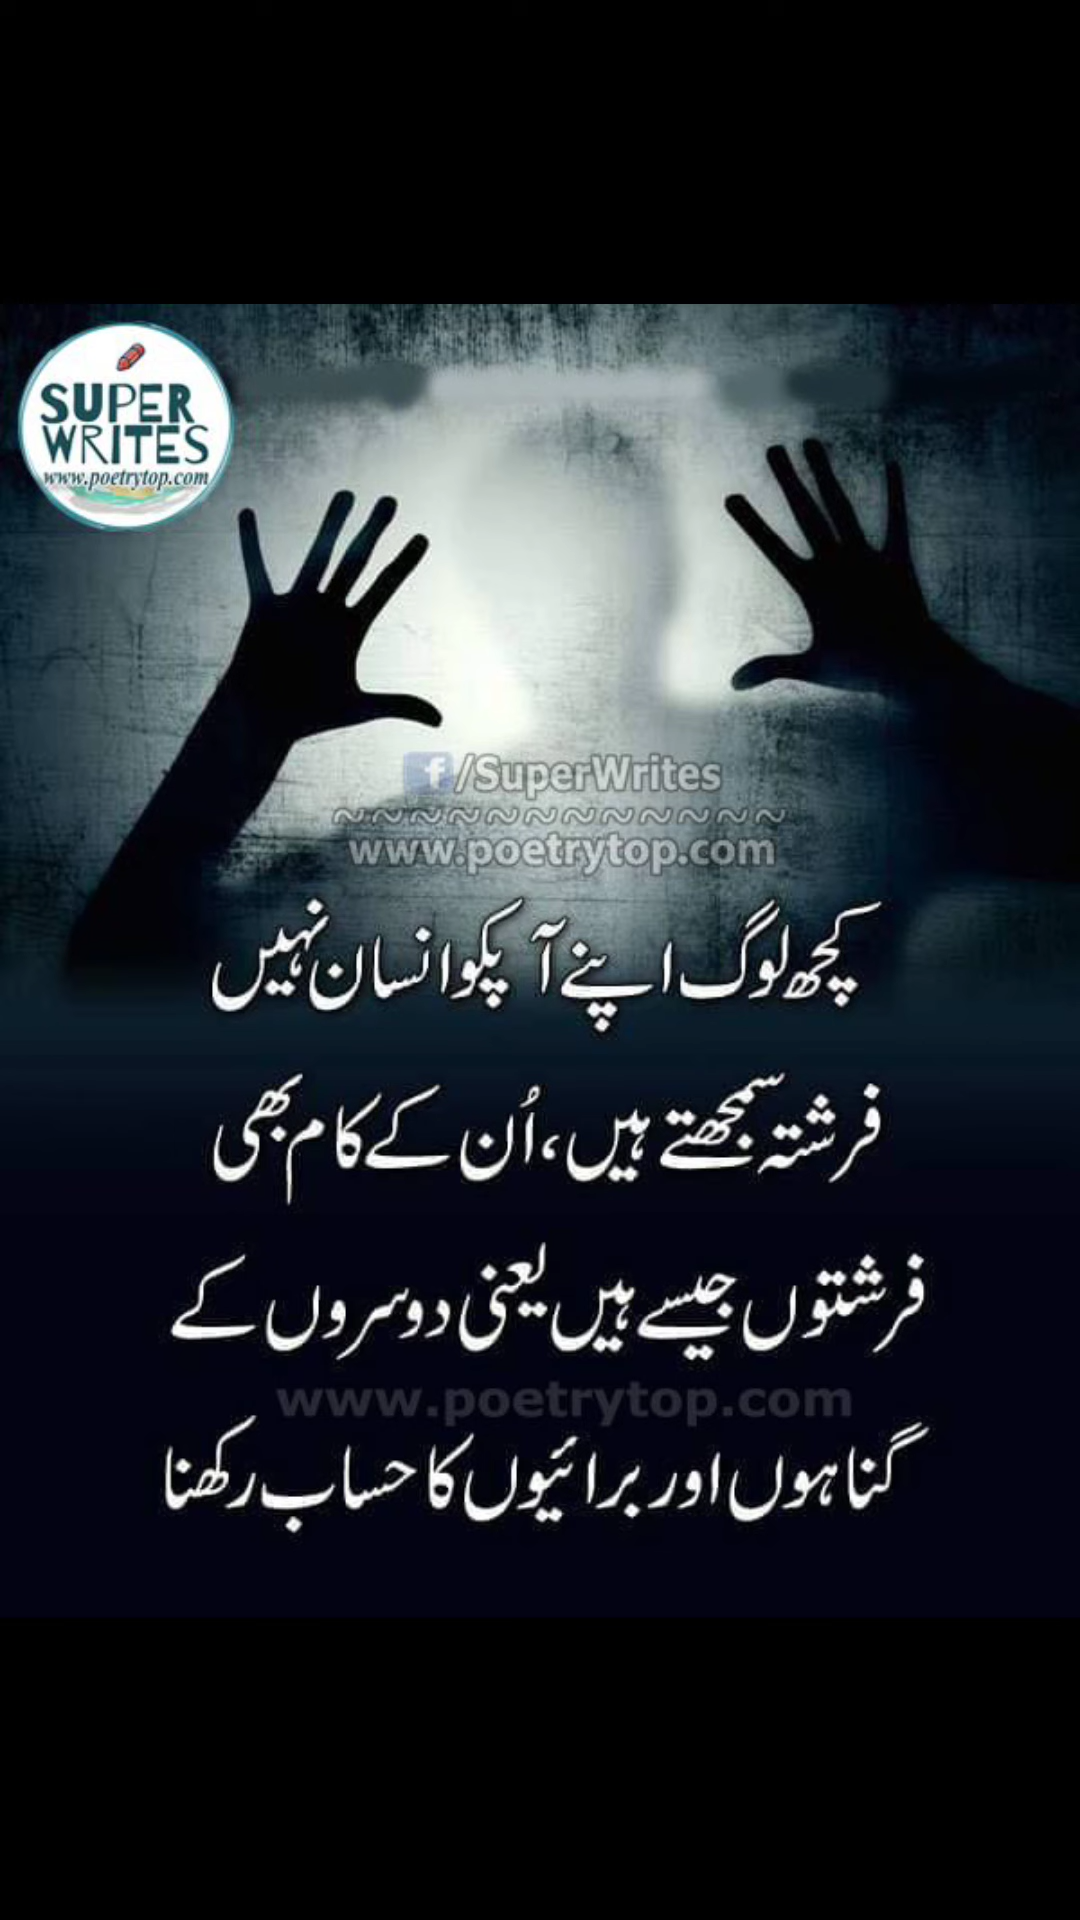 SUPER
WRITES
www.poetrytop.com
f/SuperWrites
~~~~~~~~~~~~~
www.poetrytop.com
کچھ لوگ اپنے آپکو انسان نہیں
فرشتہ سمجھتے ہیں، اُن کے کام بھی
فرشتوں جیسے ہیں یعنی دوسروں کے
www.poetrytop.com
گناہوں اور برائیوں کا حساب رکھنا